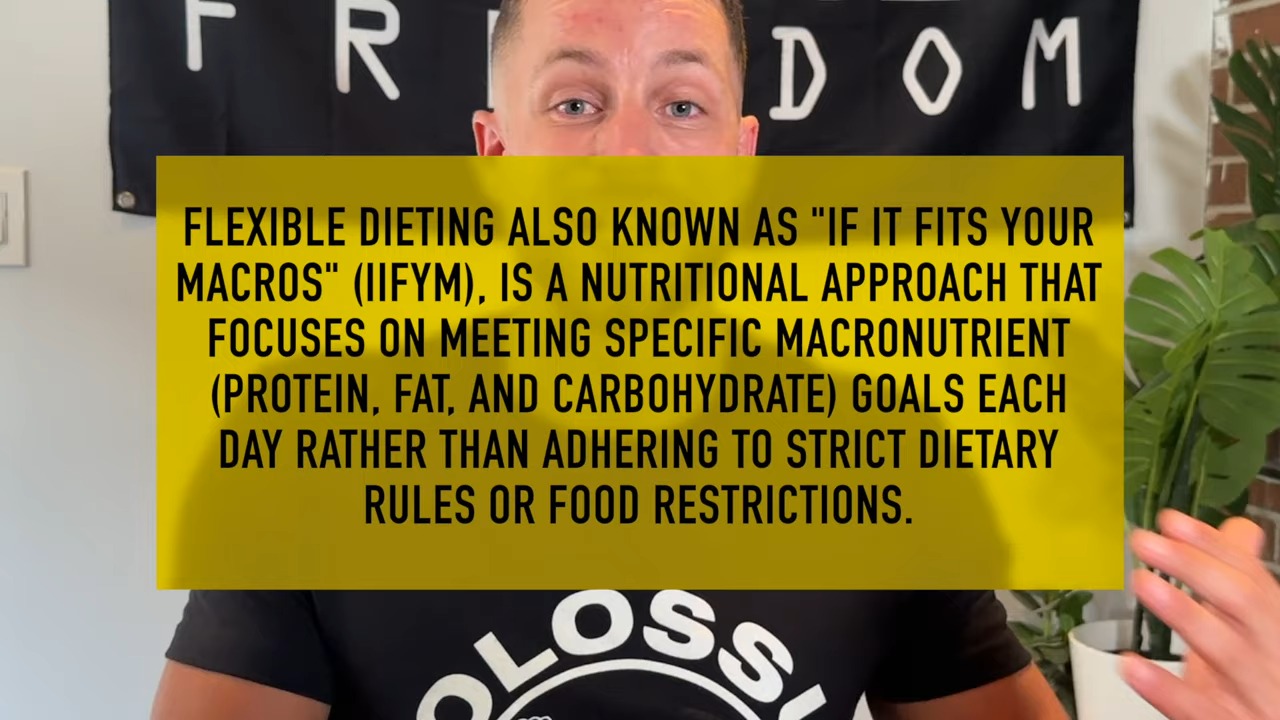 FR DOM
FLEXIBLE DIETING ALSO KNOWN AS "IF IT FITS YOUR
MACROS" (IIFYM), IS A NUTRITIONAL APPROACH THAT
FOCUSES ON MEETING SPECIFIC MACRONUTRIENT
(PROTEIN, FAT, AND CARBOHYDRATE) GOALS EACH
DAY RATHER THAN ADHERING TO STRICT DIETARY
RULES OR FOOD RESTRICTIONS.
OLOSSU